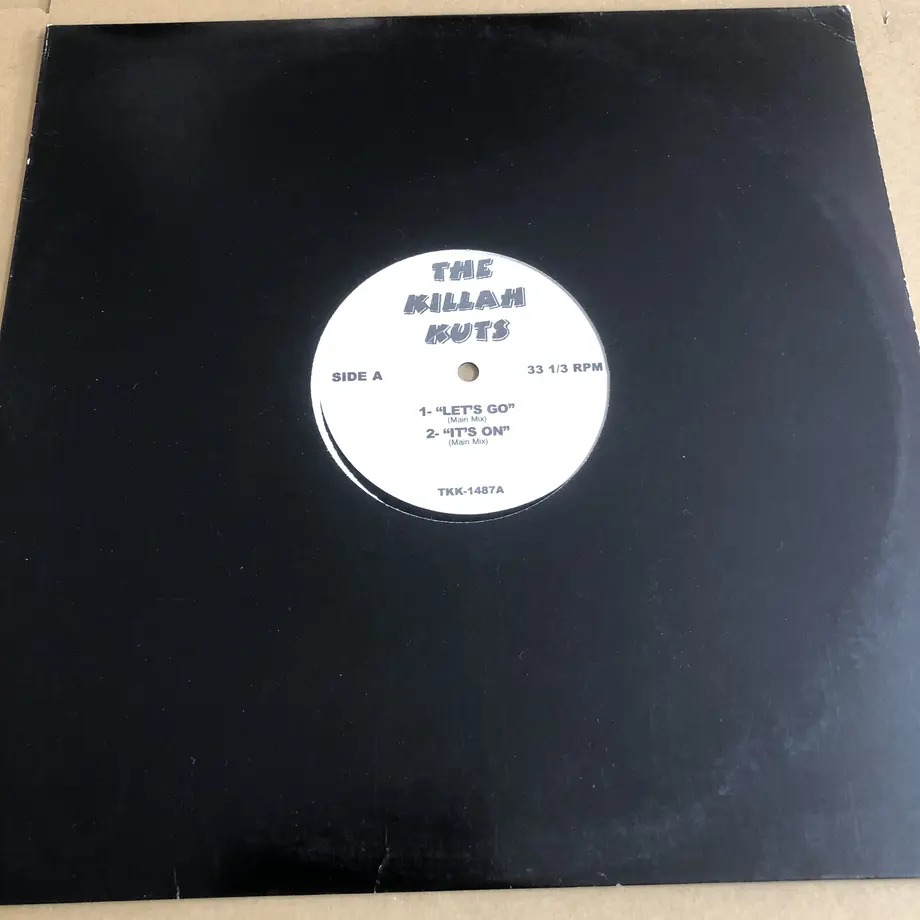 THE
KILLAH
KUTS
SIDE A
33 1/3 RPM
1- “LET’S GO”
(Main Mix)
2- “IT’S ON”
(Main Mix)
TKK-1487A